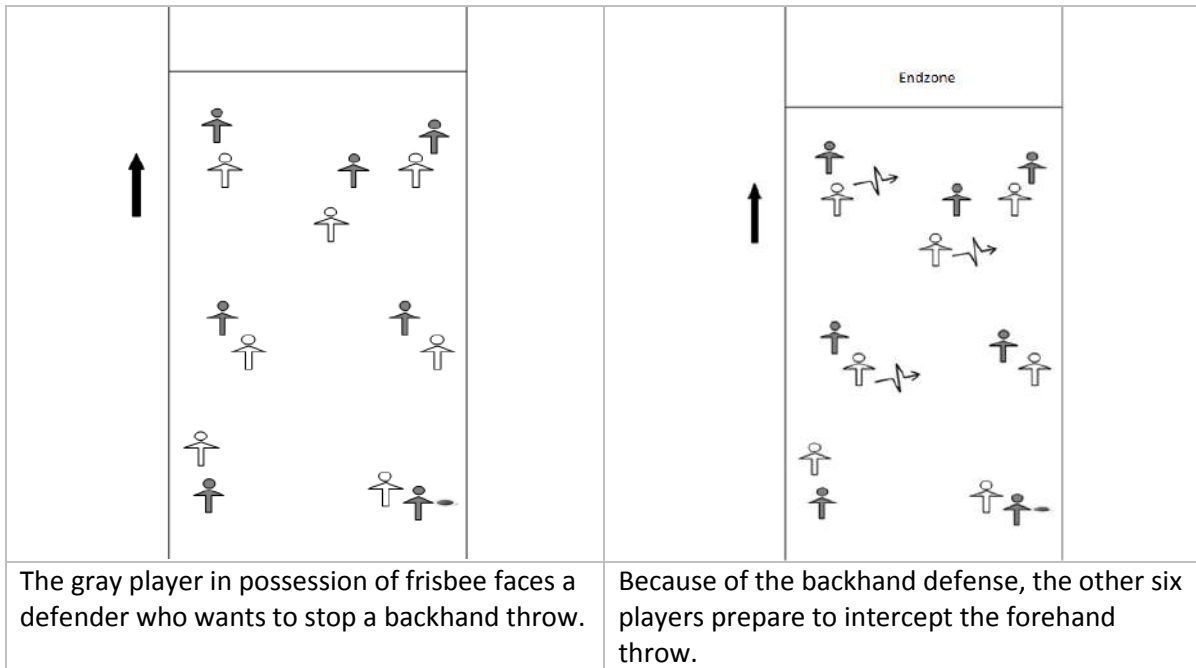 Endzone
The gray player in possession of frisbee faces a
defender who wants to stop a backhand throw.
Because of the backhand defense, the other six
players prepare to intercept the forehand
throw.